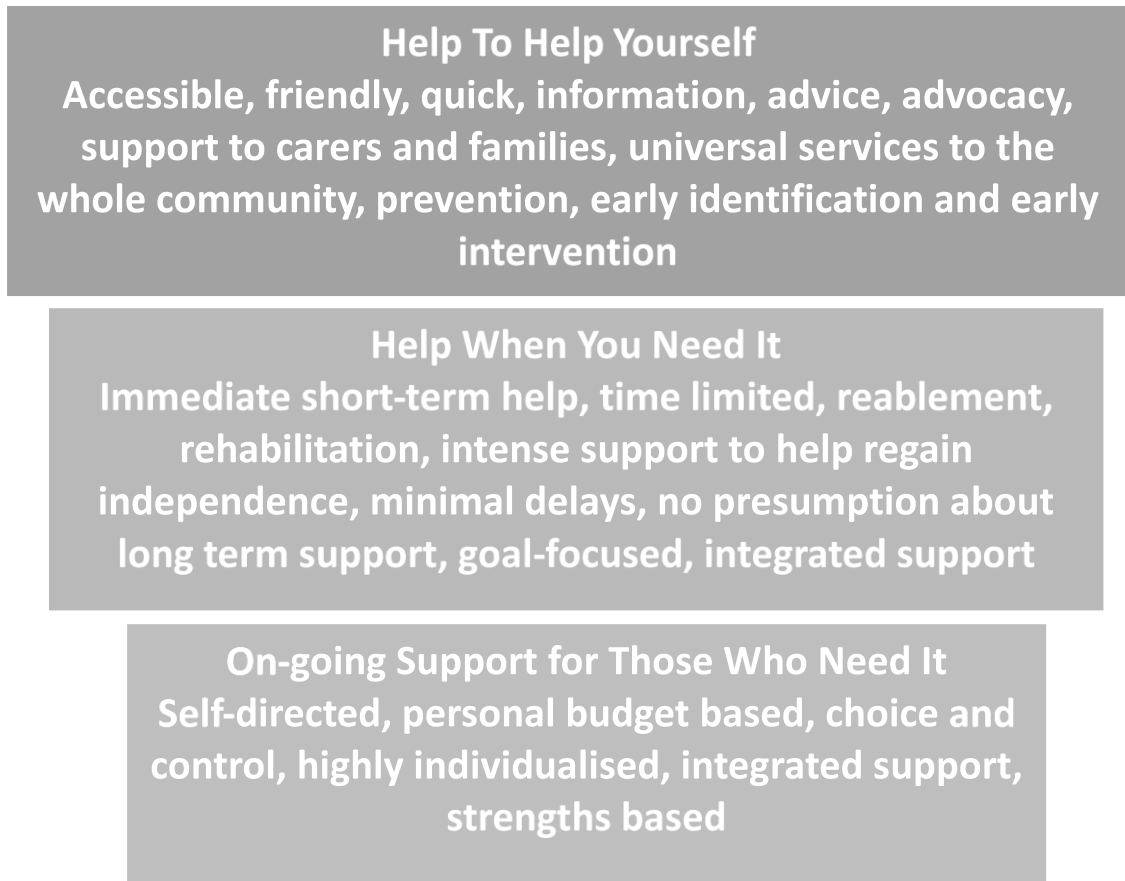 Help To Help Yourself
Accessible, friendly, quick, information, advice, advocacy,
support to carers and families, universal services to the
whole community, prevention, early identification and early
intervention
Help When You Need It
Immediate short-term help, time limited, reablement,
rehabilitation, intense support to help regain
independence, minimal delays, no presumption about
long term support, goal-focused, integrated support
On-going Support for Those Who Need It
Self-directed, personal budget based, choice and
control, highly individualised, integrated support,
strengths based